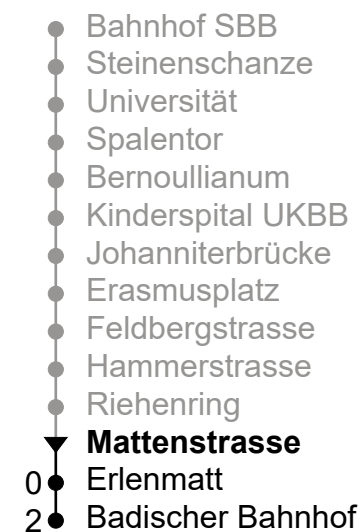 Bahnhof SBB
Steinenschanze
Universität
Spalentor
Bernoullianum
Kinderspital UKBB
Johanniterbrücke
Erasmusplatz
Feldbergstrasse
Hammerstrasse
Riehenring
Mattenstrasse
0 Erlenmatt
2 Badischer Bahnhof